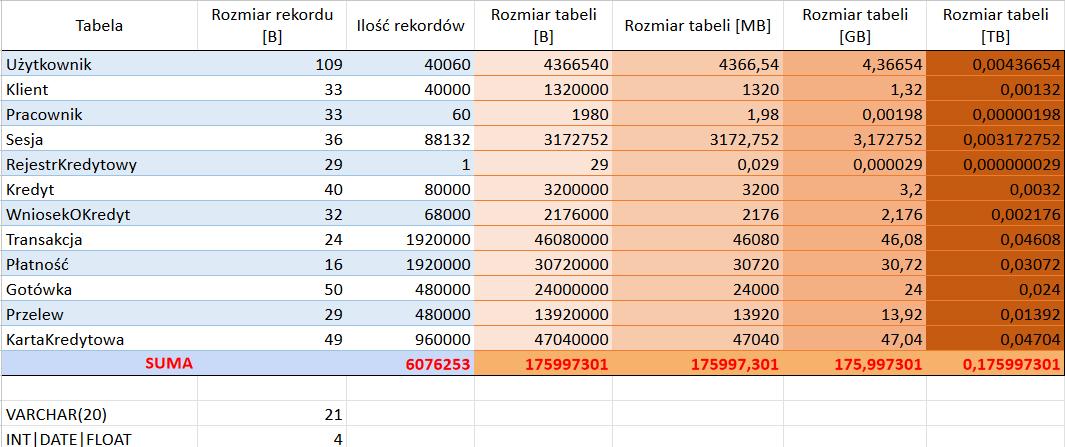 Tabela Rozmiar rekordu [B] Ilość rekordów Rozmiar tabeli [B] Rozmiar tabeli [MB] Rozmiar tabeli [GB] Rozmiar tabeli [TB]
Użytkownik 109 40060 4366540 4366,54 4,36654 0,00436654
Klient 33 40000 1320000 1320 1,32 0,00132
Pracownik 33 60 1980 1,98 0,00198 0,00000198
Sesja 36 88132 3172752 3172,752 3,172752 0,003172752
RejestrKredytowy 29 1 29 0,029 0,000029 0,000000029
Kredyt 40 80000 3200000 3200 3,2 0,0032
WniosekOKredyt 32 68000 2176000 2176 2,176 0,002176
Transakcja 24 1920000 46080000 46080 46,08 0,04608
Płatność 16 1920000 30720000 30720 30,72 0,03072
Gotówka 50 480000 24000000 24000 24 0,024
Przelew 29 480000 13920000 13920 13,92 0,01392
KartaKredytowa 49 960000 47040000 47040 47,04 0,04704
SUMA 6076253 175997301 175997,301 175,997301 0,175997301
VARCHAR(20) 21
INT|DATE|FLOAT 4